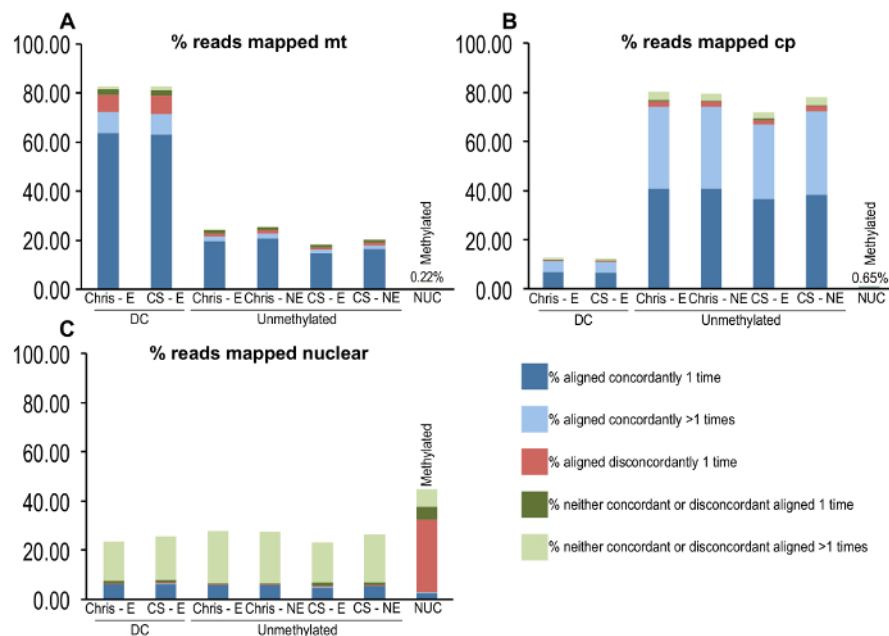 A
% reads mapped mt
100.00
80.00
60.00
40.00
20.00
0.00
Methylated
0.22%
Chris - E
CS - E
Chris - E
Chris - NE
CS - E
CS - NE
NUC
DC
Unmethylated
B
% reads mapped cp
100.00
80.00
60.00
40.00
20.00
0.00
Methylated
0.65%
Chris - E
CS - E
Chris - E
Chris - NE
CS - E
CS - NE
NUC
DC
Unmethylated
C
% reads mapped nuclear
100.00
80.00
60.00
40.00
20.00
0.00
Methylated
Chris - E
CS - E
Chris - E
Chris - NE
CS - E
CS - NE
NUC
DC
Unmethylated
% aligned concordantly 1 time
% aligned concordantly >1 times
% aligned disconcordantly 1 time
% neither concordant or disconcordant aligned 1 time
% neither concordant or disconcordant aligned >1 times